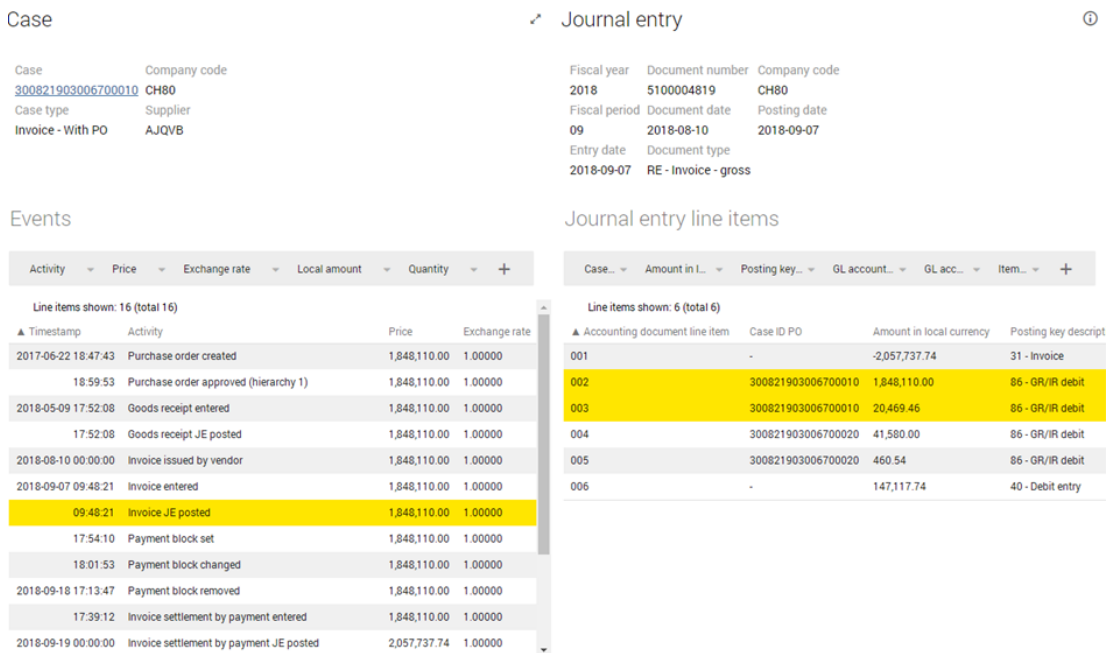 Case
Case Company code
300821903006700010 CH80
Case type Supplier
Invoice - With PO AJQVB
Events
Activity Price Exchange rate Local amount Quantity +
Line items shown: 16 (total 16)
▲ Timestamp Activity Price Exchange rate
2017-06-22 18:47:43 Purchase order created 1,848,110.00 1.00000
18:59:53 Purchase order approved (hierarchy 1) 1,848,110.00 1.00000
2018-05-09 17:52:08 Goods receipt entered 1,848,110.00 1.00000
17:52:08 Goods receipt JE posted 1,848,110.00 1.00000
2018-08-10 00:00:00 Invoice issued by vendor 1,848,110.00 1.00000
2018-09-07 09:48:21 Invoice entered 1,848,110.00 1.00000
09:48:21 Invoice JE posted 1,848,110.00 1.00000
17:54:10 Payment block set 1,848,110.00 1.00000
18:01:53 Payment block changed 1,848,110.00 1.00000
2018-09-18 17:13:47 Payment block removed 1,848,110.00 1.00000
17:39:12 Invoice settlement by payment entered 1,848,110.00 1.00000
2018-09-19 00:00:00 Invoice settlement by payment JE posted 2,057,737.74 1.00000
Journal entry
Fiscal year Document number Company code
2018 5100004819 CH80
Fiscal period Document date Posting date
09 2018-08-10 2018-09-07
Entry date Document type
2018-09-07 RE - Invoice - gross
Journal entry line items
Case... Amount in l... Posting key... GL account... GL acc... Item... +
Line items shown: 6 (total 6)
▲ Accounting document line item Case ID PO Amount in local currency Posting key descript
001 - -2,057,737.74 31 - Invoice
002 300821903006700010 1,848,110.00 86 - GR/IR debit
003 300821903006700010 20,469.46 86 - GR/IR debit
004 300821903006700020 41,580.00 86 - GR/IR debit
005 300821903006700020 460.54 86 - GR/IR debit
006 - 147,117.74 40 - Debit entry